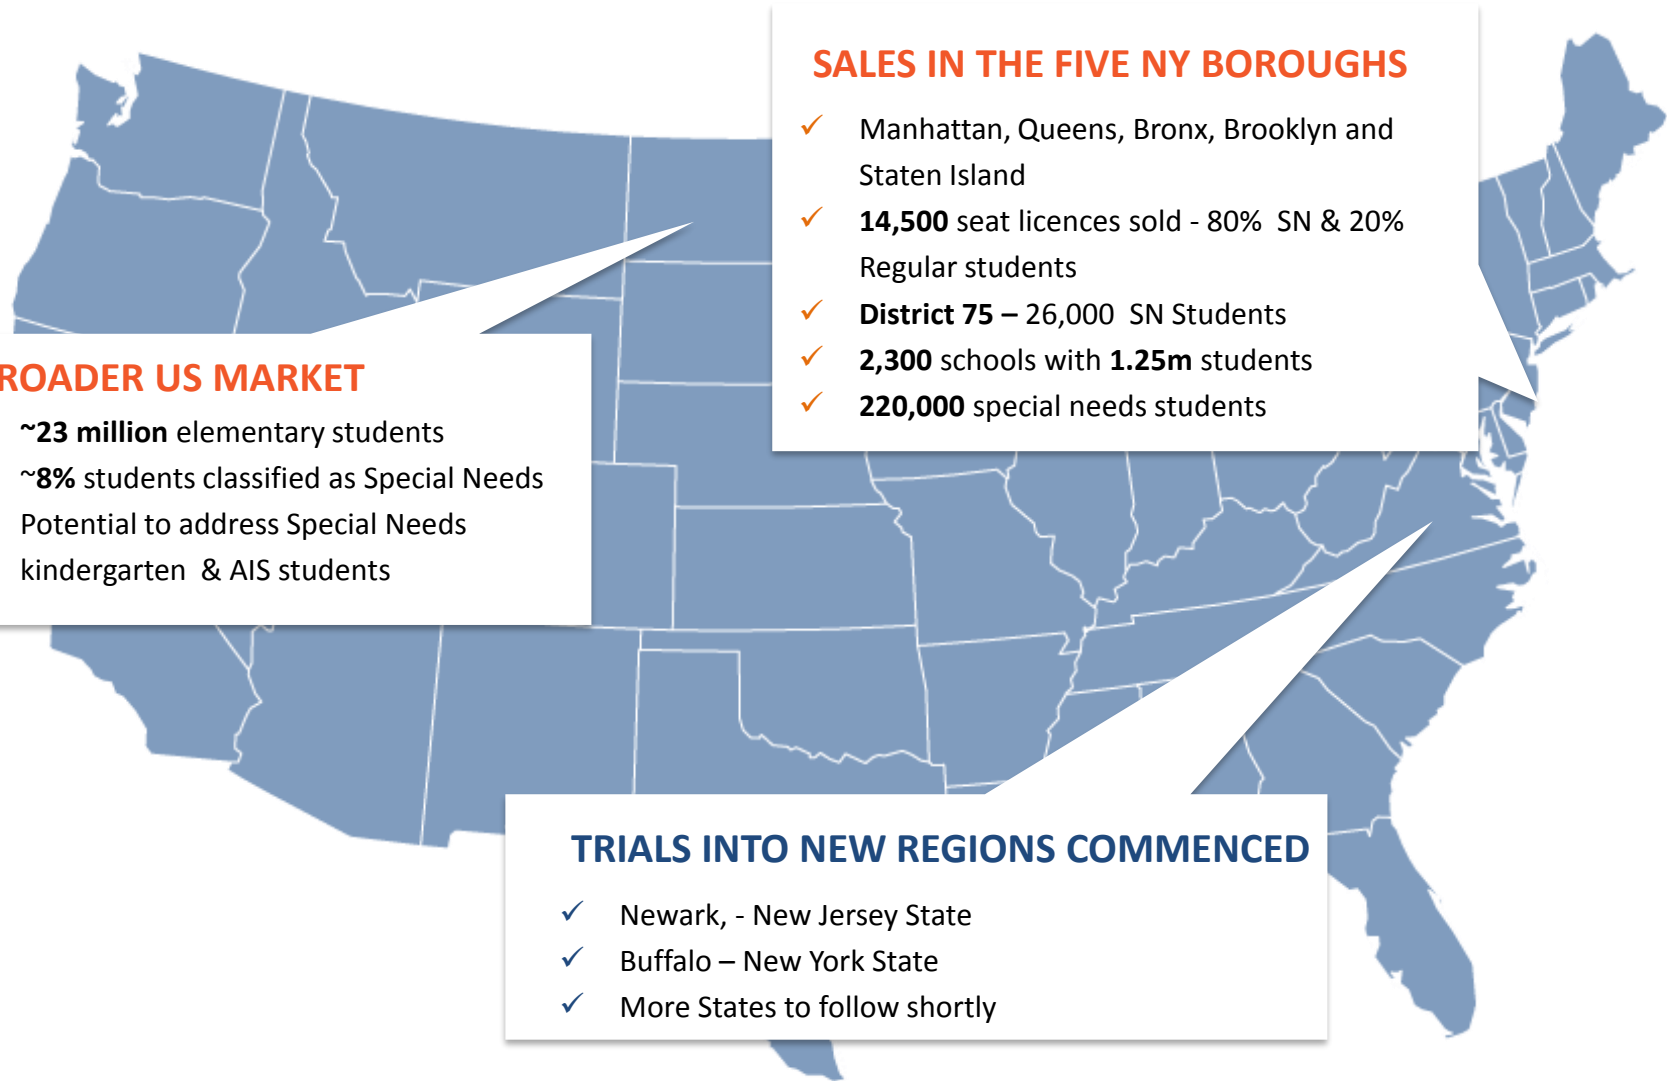 SALES IN THE FIVE NY BOROUGHS
✓ Manhattan, Queens, Bronx, Brooklyn and
Staten Island
✓ 14,500 seat licences sold - 80% SN & 20%
Regular students
✓ District 75 – 26,000 SN Students
✓ 2,300 schools with 1.25m students
✓ 220,000 special needs students
ROADER US MARKET
~23 million elementary students
~8% students classified as Special Needs
Potential to address Special Needs
kindergarten & AIS students
TRIALS INTO NEW REGIONS COMMENCED
✓ Newark, - New Jersey State
✓ Buffalo – New York State
✓ More States to follow shortly